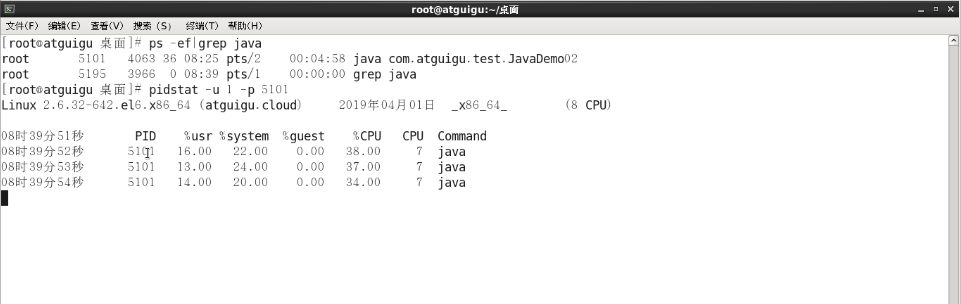 root@atguigu:~/桌面
文件(F) 编辑(E) 查看(V) 搜索 (S) 终端(T) 帮助(H)
[root@atguigu 桌面]# ps -ef|grep java
root 5101 4063 36 08:25 pts/2 00:04:58 java com.atguigu.test.JavaDemo02
root 5195 3966 0 08:39 pts/1 00:00:00 grep java
[root@atguigu 桌面]# pidstat -u 1 -p 5101
Linux 2.6.32-642.el6.x86_64 (atguigu.cloud) 2019年04月01日 _x86_64_ (8 CPU)
08时39分51秒 PID %usr %system %guest %CPU CPU Command
08时39分52秒 5101 16.00 22.00 0.00 38.00 7 java
08时39分53秒 5101 13.00 24.00 0.00 37.00 7 java
08时39分54秒 5101 14.00 20.00 0.00 34.00 7 java